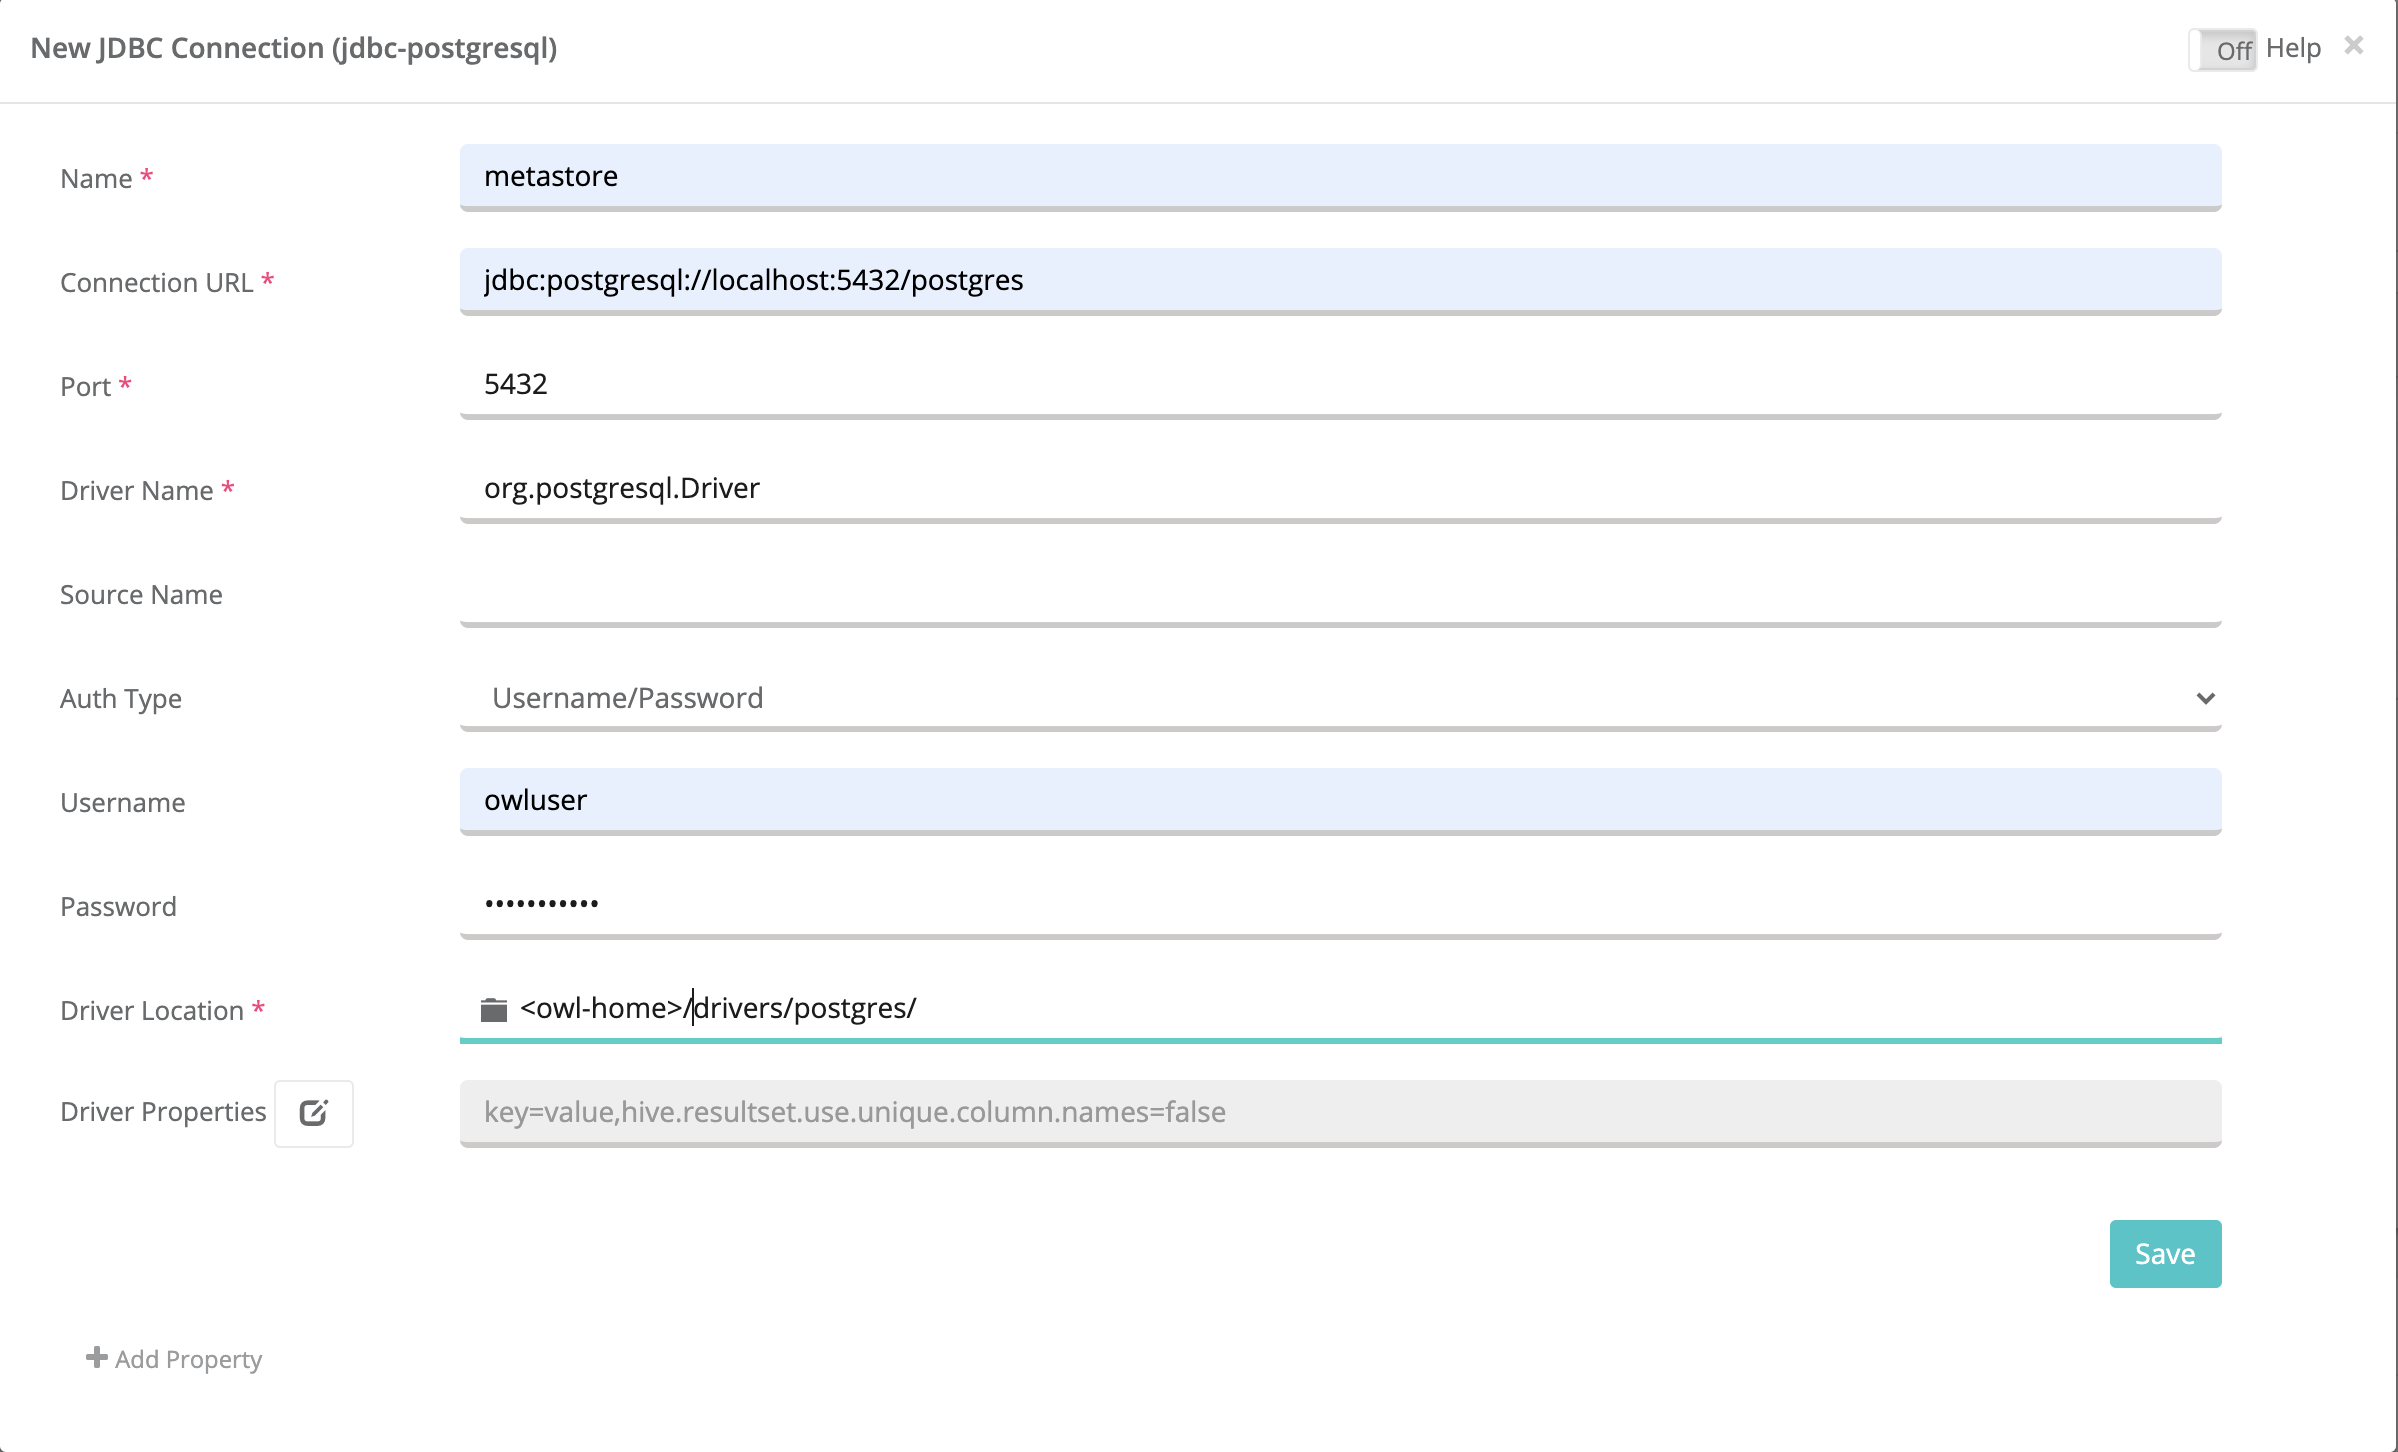 New JDBC Connection (jdbc-postgresql)
Off Help ×
Name *
metastore
Connection URL *
jdbc:postgresql://localhost:5432/postgres
Port *
5432
Driver Name *
org.postgresql.Driver
Source Name
Auth Type
Username/Password
Username
owluser
Password
•••••••••••
Driver Location *
<owl-home>/drivers/postgres/
Driver Properties
key=value,hive.resultset.use.unique.column.names=false
Save
Add Property